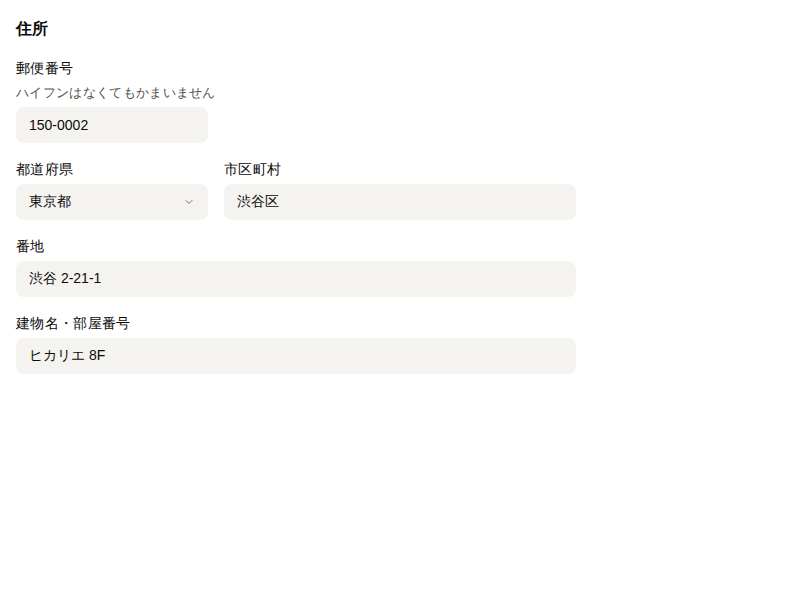 住所
郵便番号
ハイフンはなくてもかまいません
150-0002
都道府県
市区町村
東京都
渋谷区
番地
渋谷 2-21-1
建物名・部屋番号
ヒカリエ 8F